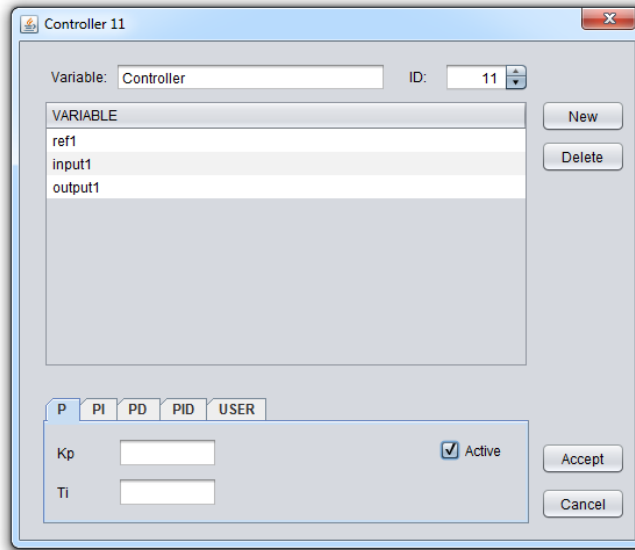 Controller 11
Variable: Controller ID: 11
VARIABLE New
ref1
input1 Delete
output1
P PI PD PID USER
Kp Active Accept
Ti
Cancel